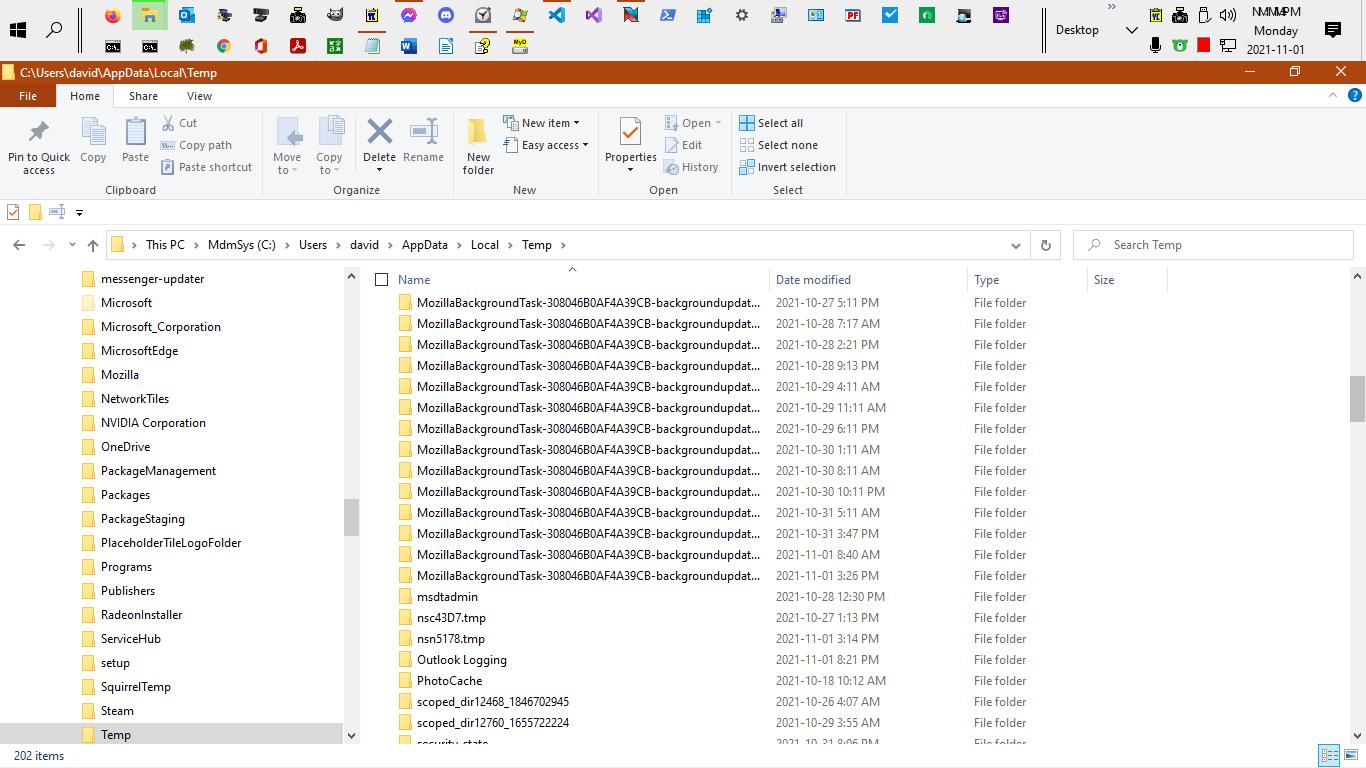 Desktop
Monday
2021-11-01
PF
MyD
C:\Users\david\AppData\Local\Temp
File Home Share View
Pin to Quick access
Copy
Paste
Cut
Copy path
Paste shortcut
Clipboard
Move to
Copy to
Delete
Rename
Organize
New folder
New item
Easy access
New
Properties
Open
Edit
History
Open
Select all
Select none
Invert selection
Select
This PC > MdmSys (C:) > Users > david > AppData > Local > Temp >
Search Temp
messenger-updater
Microsoft
Microsoft_Corporation
MicrosoftEdge
Mozilla
NetworkTiles
NVIDIA Corporation
OneDrive
PackageManagement
Packages
PackageStaging
PlaceholderTileLogoFolder
Programs
Publishers
RadeonInstaller
ServiceHub
setup
SquirrelTemp
Steam
Temp
Name Date modified Type Size
MozillaBackgroundTask-308046B0AF4A39CB-backgroundupdat... 2021-10-27 5:11 PM File folder
MozillaBackgroundTask-308046B0AF4A39CB-backgroundupdat... 2021-10-28 7:17 AM File folder
MozillaBackgroundTask-308046B0AF4A39CB-backgroundupdat... 2021-10-28 2:21 PM File folder
MozillaBackgroundTask-308046B0AF4A39CB-backgroundupdat... 2021-10-28 9:13 PM File folder
MozillaBackgroundTask-308046B0AF4A39CB-backgroundupdat... 2021-10-29 4:11 AM File folder
MozillaBackgroundTask-308046B0AF4A39CB-backgroundupdat... 2021-10-29 11:11 AM File folder
MozillaBackgroundTask-308046B0AF4A39CB-backgroundupdat... 2021-10-29 6:11 PM File folder
MozillaBackgroundTask-308046B0AF4A39CB-backgroundupdat... 2021-10-30 1:11 AM File folder
MozillaBackgroundTask-308046B0AF4A39CB-backgroundupdat... 2021-10-30 8:11 AM File folder
MozillaBackgroundTask-308046B0AF4A39CB-backgroundupdat... 2021-10-30 10:11 PM File folder
MozillaBackgroundTask-308046B0AF4A39CB-backgroundupdat... 2021-10-31 5:11 AM File folder
MozillaBackgroundTask-308046B0AF4A39CB-backgroundupdat... 2021-10-31 3:47 PM File folder
MozillaBackgroundTask-308046B0AF4A39CB-backgroundupdat... 2021-11-01 8:40 AM File folder
MozillaBackgroundTask-308046B0AF4A39CB-backgroundupdat... 2021-11-01 3:26 PM File folder
msdtadmin 2021-10-28 12:30 PM File folder
nsc43D7.tmp 2021-10-27 1:13 PM File folder
nsn5178.tmp 2021-11-01 3:14 PM File folder
Outlook Logging 2021-11-01 8:21 PM File folder
PhotoCache 2021-10-18 10:12 AM File folder
scoped_dir12468_1846702945 2021-10-26 4:07 AM File folder
scoped_dir12760_1655722224 2021-10-29 3:55 AM File folder
security_state 2021-10-31 8:06 PM File folder
202 items